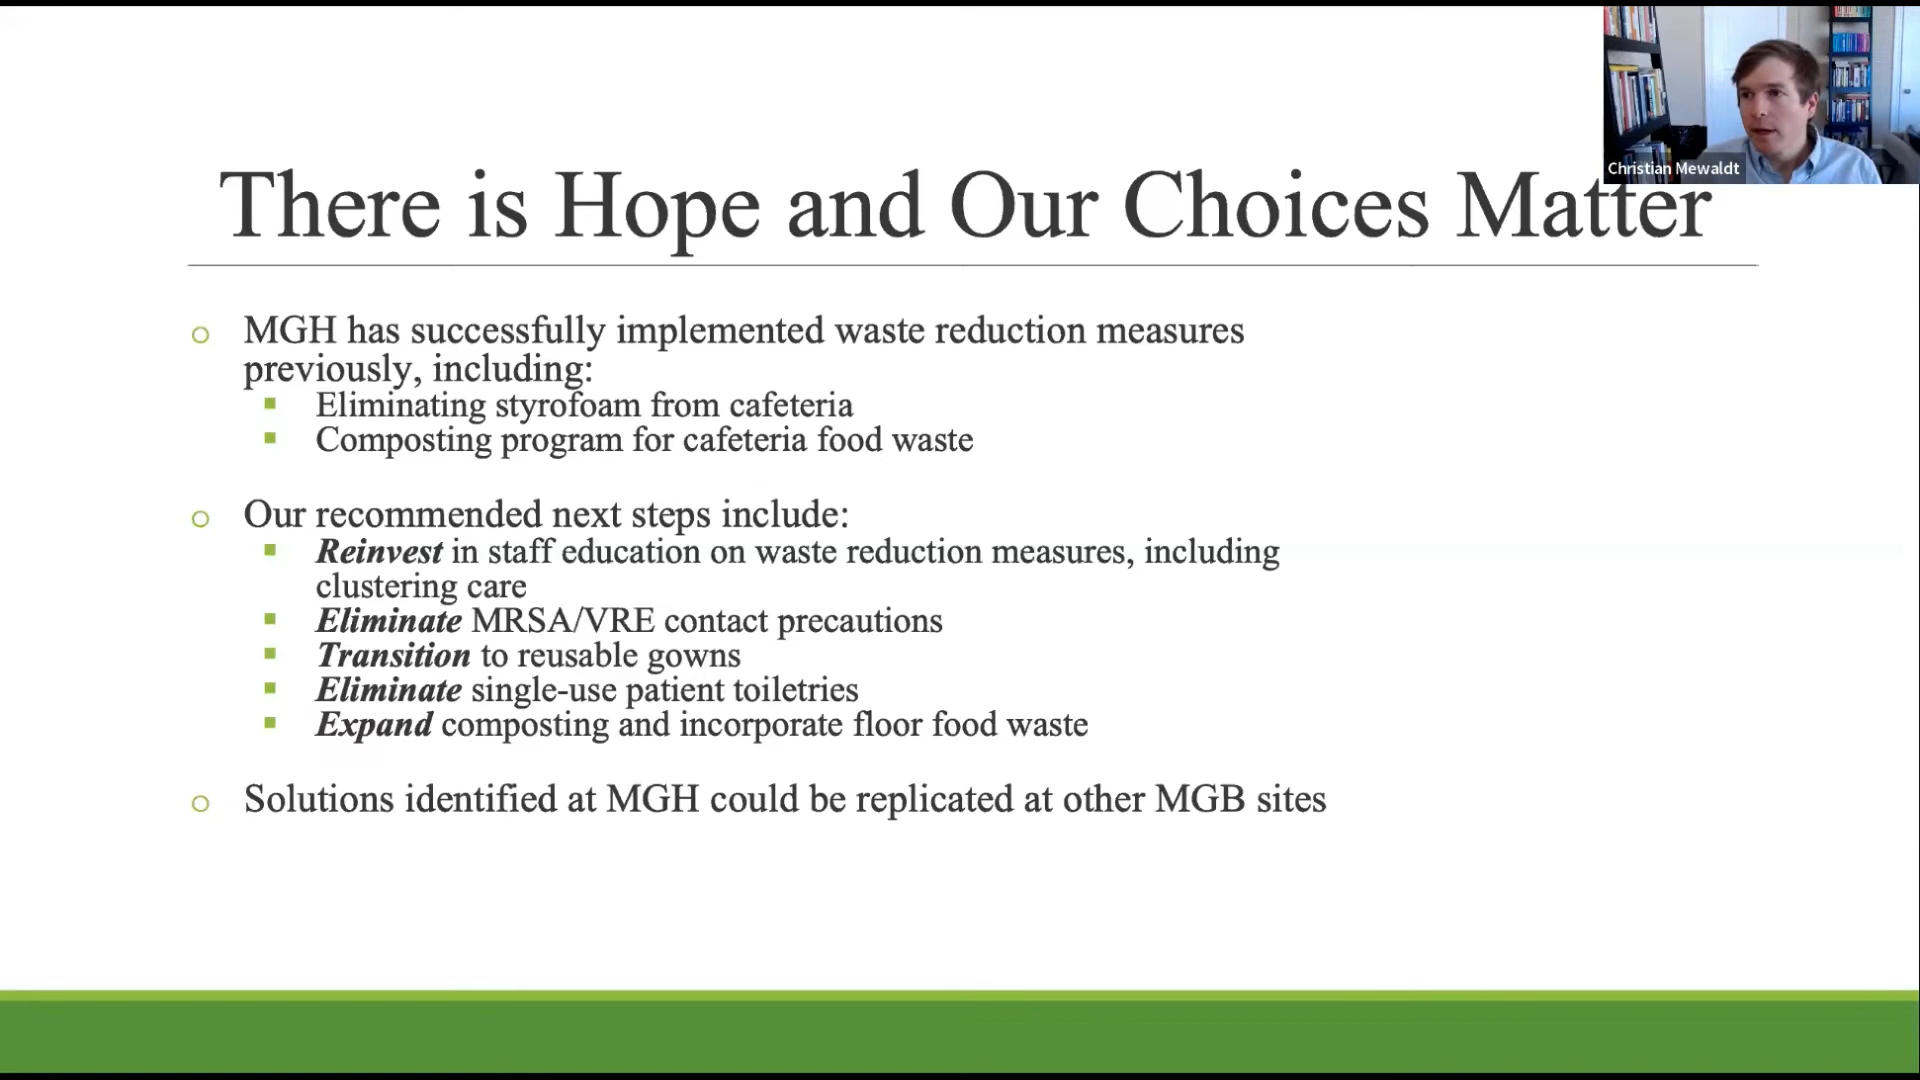 Christian Mewaldt
There is Hope and Our Choices Matter
MGH has successfully implemented waste reduction measures
previously, including:
Eliminating styrofoam from cafeteria
Composting program for cafeteria food waste
Our recommended next steps include:
Reinvest in staff education on waste reduction measures, including
clustering care
Eliminate MRSA/VRE contact precautions
Transition to reusable gowns
Eliminate single-use patient toiletries
Expand composting and incorporate floor food waste
Solutions identified at MGH could be replicated at other MGB sites